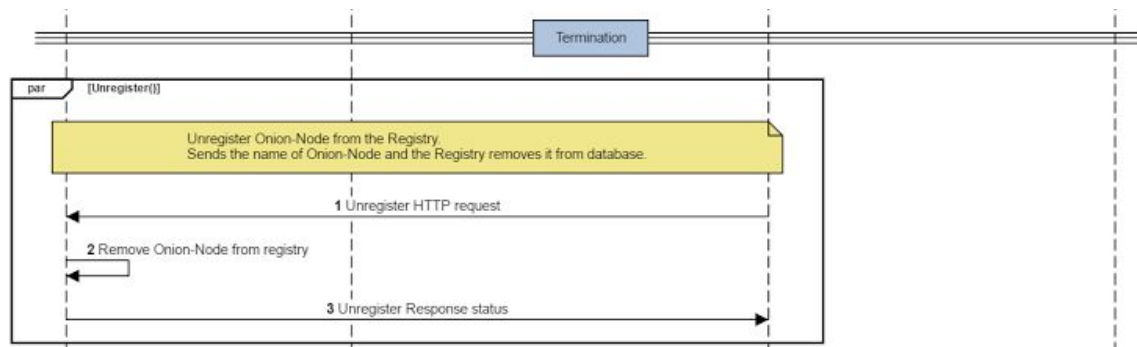 Termination
par
[Unregister()]
Unregister Onion-Node from the Registry.
Sends the name of Onion-Node and the Registry removes it from database.
1 Unregister HTTP request
2 Remove Onion-Node from registry
3 Unregister Response status